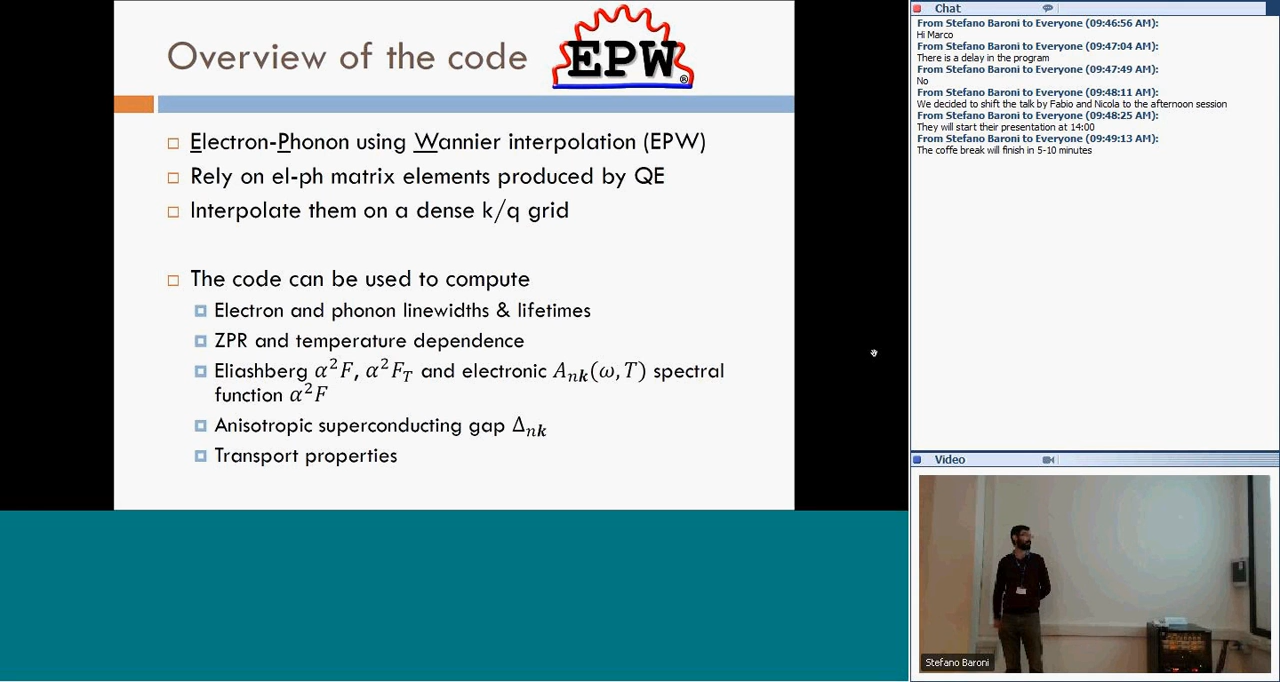 Overview of the code
EPW®
Electron-Phonon using Wannier interpolation (EPW)
Rely on el-ph matrix elements produced by QE
Interpolate them on a dense k/q grid
The code can be used to compute
Electron and phonon linewidths & lifetimes
ZPR and temperature dependence
Eliashberg α²F, α²F_T and electronic A_nk(ω,T) spectral
function α²F
Anisotropic superconducting gap Δ_nk
Transport properties
Chat
From Stefano Baroni to Everyone (09:46:56 AM):
Hi Marco
From Stefano Baroni to Everyone (09:47:04 AM):
There is a delay in the program
From Stefano Baroni to Everyone (09:47:49 AM):
No
From Stefano Baroni to Everyone (09:48:11 AM):
We decided to shift the talk by Fabio and Nicola to the afternoon session
From Stefano Baroni to Everyone (09:48:25 AM):
They will start their presentation at 14:00
From Stefano Baroni to Everyone (09:49:13 AM):
The coffe break will finish in 5-10 minutes
Video
Stefano Baroni